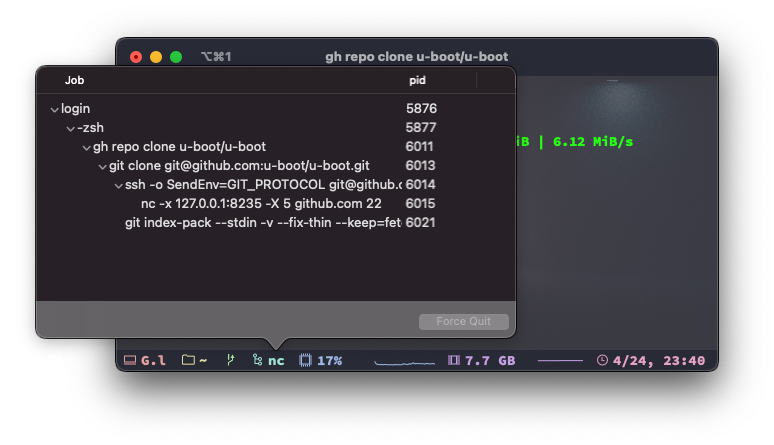 ⌥⌘1 gh repo clone u-boot/u-boot
Job pid
login 5876
-zsh 5877
gh repo clone u-boot/u-boot 6011
git clone git@github.com:u-boot/u-boot.git 6013
ssh -o SendEnv=GIT_PROTOCOL git@github.c 6014
nc -x 127.0.0.1:8235 -X 5 github.com 22 6015
git index-pack --stdin -v --fix-thin --keep=fet 6021
iB | 6.12 MiB/s
Force Quit
G.l ~ nc 17% 7.7 GB 4/24, 23:40